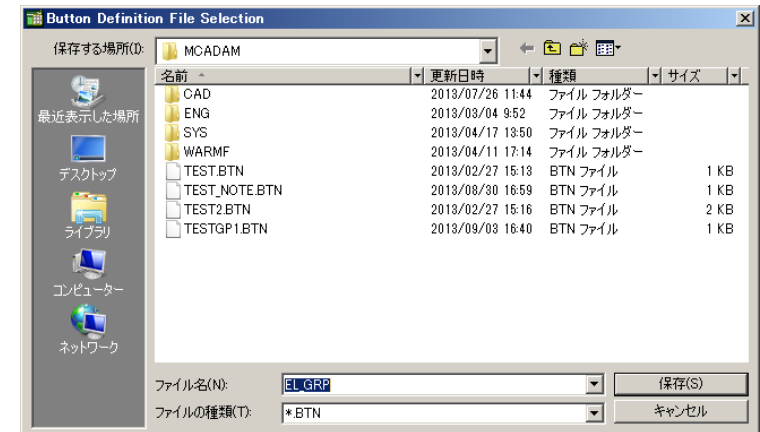 Button Definition File Selection
保存する場所(I): MCADAM
名前 更新日時 種類 サイズ
CAD 2013/07/26 11:44 ファイル フォルダー
ENG 2013/03/04 9:52 ファイル フォルダー
SYS 2013/04/17 13:50 ファイル フォルダー
WARMF 2013/04/11 17:14 ファイル フォルダー
TEST.BTN 2013/02/27 15:13 BTN ファイル 1 KB
TEST_NOTE.BTN 2013/08/30 16:59 BTN ファイル 1 KB
TEST2.BTN 2013/02/27 15:16 BTN ファイル 2 KB
TESTGP1.BTN 2013/09/03 16:40 BTN ファイル 1 KB
最近表示した場所
デスクトップ
ライブラリ
コンピューター
ネットワーク
ファイル名(N): EL_GRP 保存(S)
ファイルの種類(T): *.BTN キャンセル